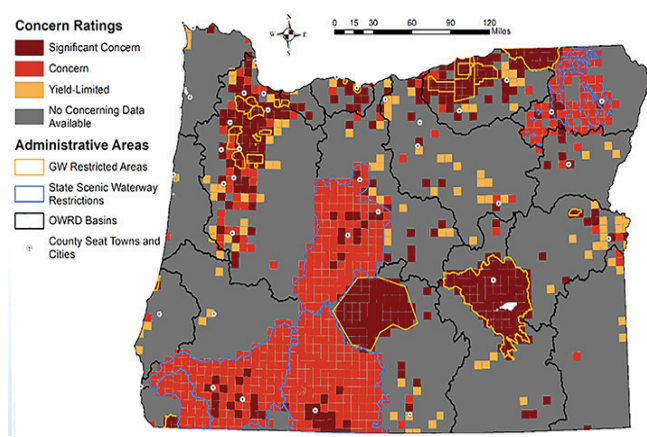 Concern Ratings
Significant Concern
Concern
Yield-Limited
No Concerning Data
Available
Administrative Areas
GW Restricted Areas
State Scenic Waterway
Restrictions
OWRD Basins
County Seat Towns and
Cities
N
W E
S
0 15 30 60 90 120
Miles